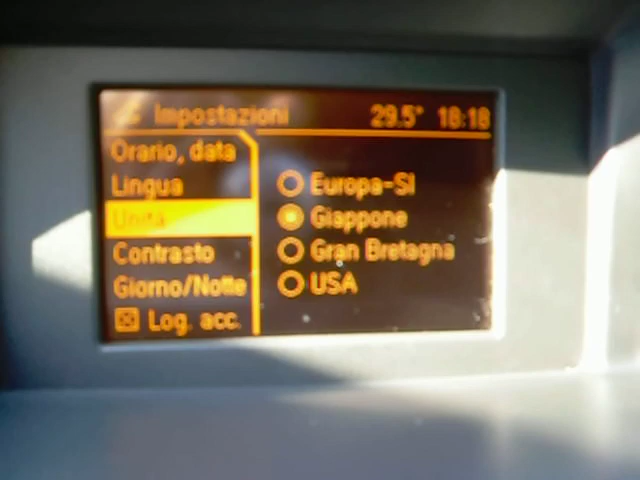 Impostazioni 29.5° 18:18
Orario, data
Lingua
Unità
Contrasto
Giorno/Notte
Log. acc.
Europa-SI
Giappone
Gran Bretagna
USA